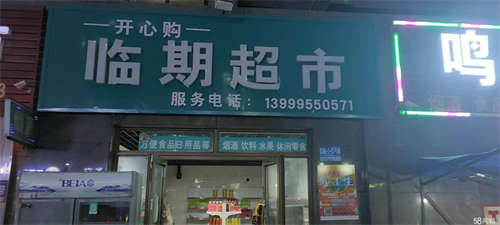 开心购
临期超市
服务电话：13999550571
鸣
方便食品日用品等
烟酒 饮料 水果 休闲零食